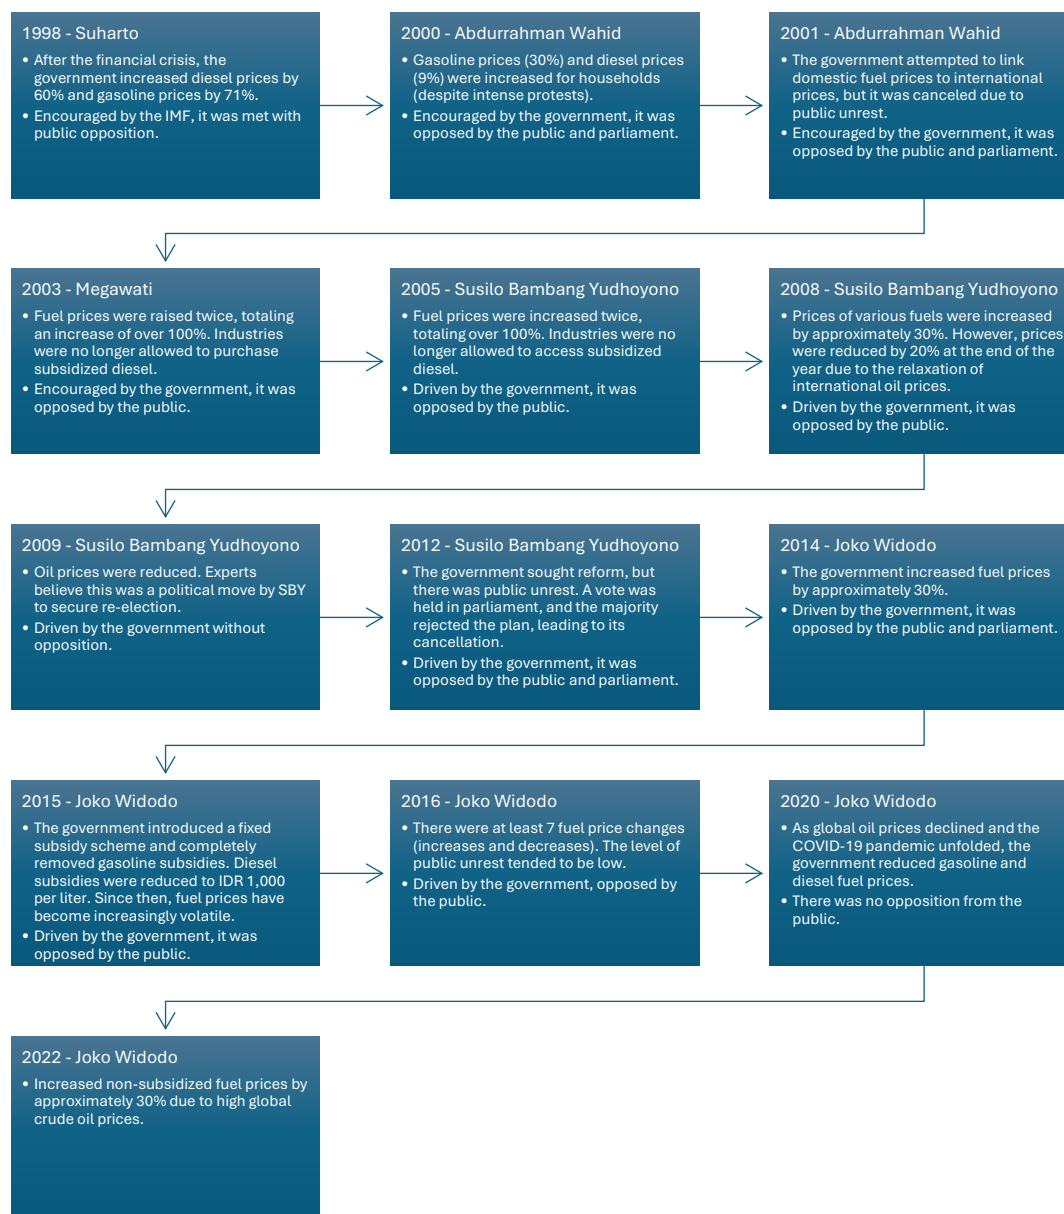 1998 - Suharto
• After the financial crisis, the
government increased diesel prices by
60% and gasoline prices by 71%.
• Encouraged by the IMF, it was met with
public opposition.
2000 - Abdurrahman Wahid
• Gasoline prices (30%) and diesel prices
(9%) were increased for households
(despite intense protests).
• Encouraged by the government, it was
opposed by the public and parliament.
2001 - Abdurrahman Wahid
• The government attempted to link
domestic fuel prices to international
prices, but it was canceled due to
public unrest.
• Encouraged by the government, it was
opposed by the public and parliament.
2003 - Megawati
• Fuel prices were raised twice, totaling
an increase of over 100%. Industries
were no longer allowed to purchase
subsidized diesel.
• Encouraged by the government, it was
opposed by the public.
2005 - Susilo Bambang Yudhoyono
• Fuel prices were increased twice,
totaling over 100%. Industries were no
longer allowed to access subsidized
diesel.
• Driven by the government, it was
opposed by the public.
2008 - Susilo Bambang Yudhoyono
• Prices of various fuels were increased
by approximately 30%. However, prices
were reduced by 20% at the end of the
year due to the relaxation of
international oil prices.
• Driven by the government, it was
opposed by the public.
2009 - Susilo Bambang Yudhoyono
• Oil prices were reduced. Experts
believe this was a political move by SBY
to secure re-election.
• Driven by the government without
opposition.
2012 - Susilo Bambang Yudhoyono
• The government sought reform, but
there was public unrest. A vote was
held in parliament, and the majority
rejected the plan, leading to its
cancellation.
• Driven by the government, it was
opposed by the public and parliament.
2014 - Joko Widodo
• The government increased fuel prices
by approximately 30%.
• Driven by the government, it was
opposed by the public and parliament.
2015 - Joko Widodo
• The government introduced a fixed
subsidy scheme and completely
removed gasoline subsidies. Diesel
subsidies were reduced to IDR 1,000
per liter. Since then, fuel prices have
become increasingly volatile.
• Driven by the government, it was
opposed by the public.
2016 - Joko Widodo
• There were at least 7 fuel price changes
(increases and decreases). The level of
public unrest tended to be low.
• Driven by the government, opposed by
the public.
2020 - Joko Widodo
• As global oil prices declined and the
COVID-19 pandemic unfolded, the
government reduced gasoline and
diesel fuel prices.
• There was no opposition from the
public.
2022 - Joko Widodo
• Increased non-subsidized fuel prices by
approximately 30% due to high global
crude oil prices.